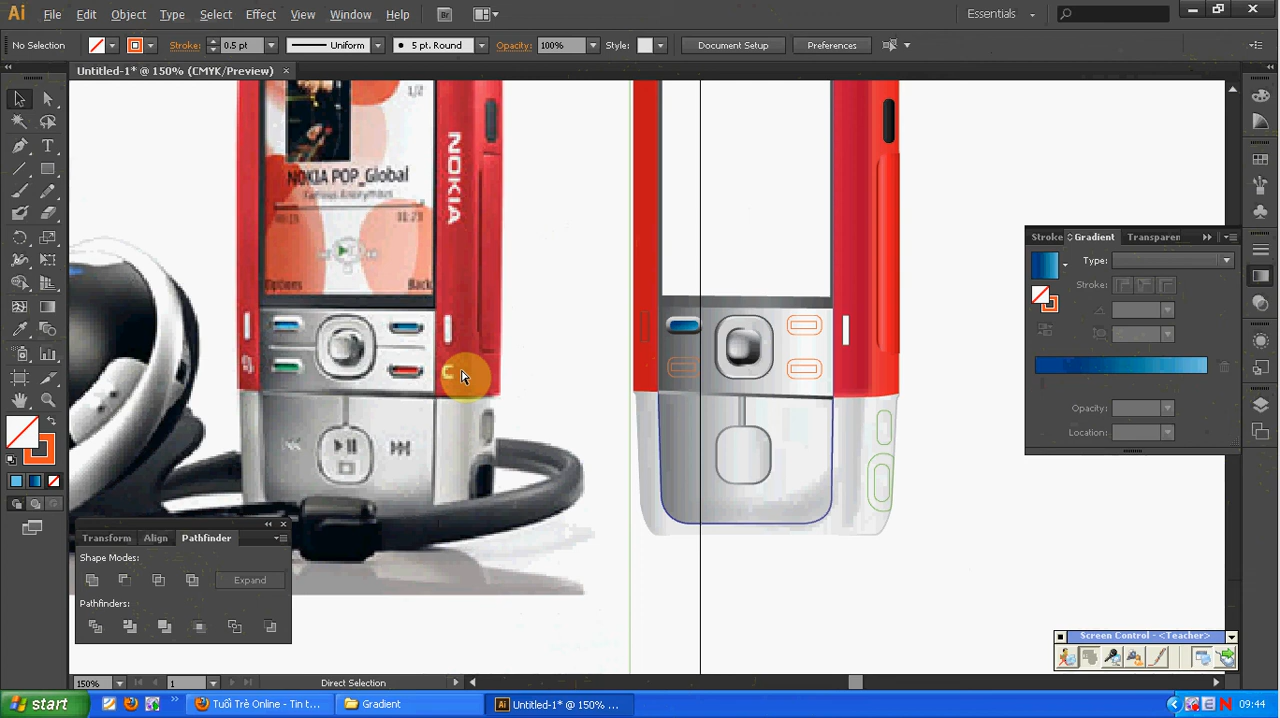 Ai File Edit Object Type Select Effect View Window Help Br Essentials
No Selection Stroke: 0.5 pt Uniform 5 pt. Round Opacity: 100% Style: Document Setup Preferences
Untitled-1* @ 150% (CMYK/Preview) ×
1/2
NOKIA
NOKIA POP_Global
Options Back
C
Stroke Gradient Transparen
Type:
Stroke:
Opacity:
Location:
Transform Align Pathfinder
Shape Modes:
Expand
Pathfinders:
Screen Control - <Teacher>
150% 1 Direct Selection
start Tuổi Trẻ Online - Tin t... Gradient Untitled-1* @ 150% ... 09:44